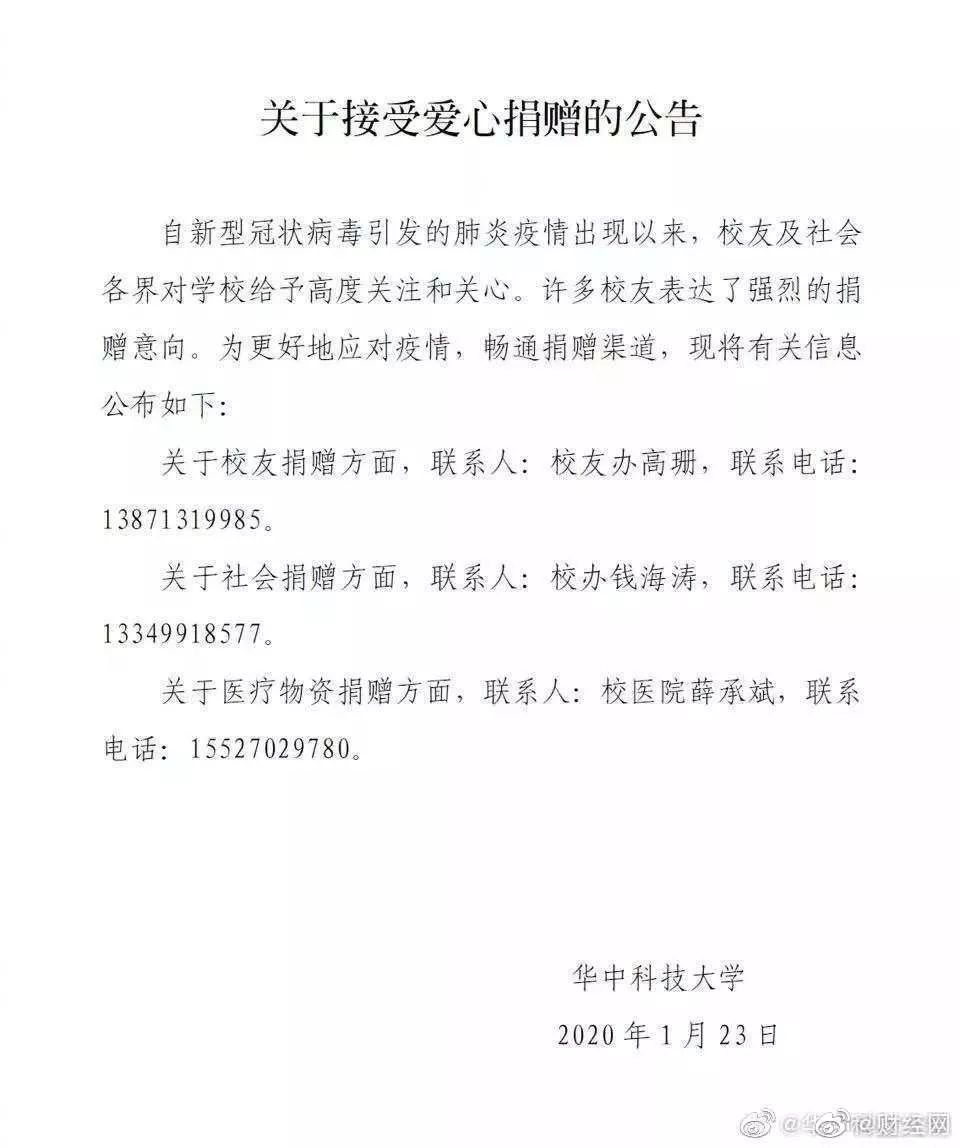 关于接受爱心捐赠的公告
自新型冠状病毒引发的肺炎疫情出现以来，校友及社会
各界对学校给予高度关注和关心。许多校友表达了强烈的捐
赠意向。为更好地应对疫情，畅通捐赠渠道，现将有关信息
公布如下：
关于校友捐赠方面，联系人：校友办高珊，联系电话：
13871319985。
关于社会捐赠方面，联系人：校办钱海涛，联系电话：
13349918577。
关于医疗物资捐赠方面，联系人：校医院薛承斌，联系
电话：15527029780。
华中科技大学
2020 年 1 月 23 日
@财经网